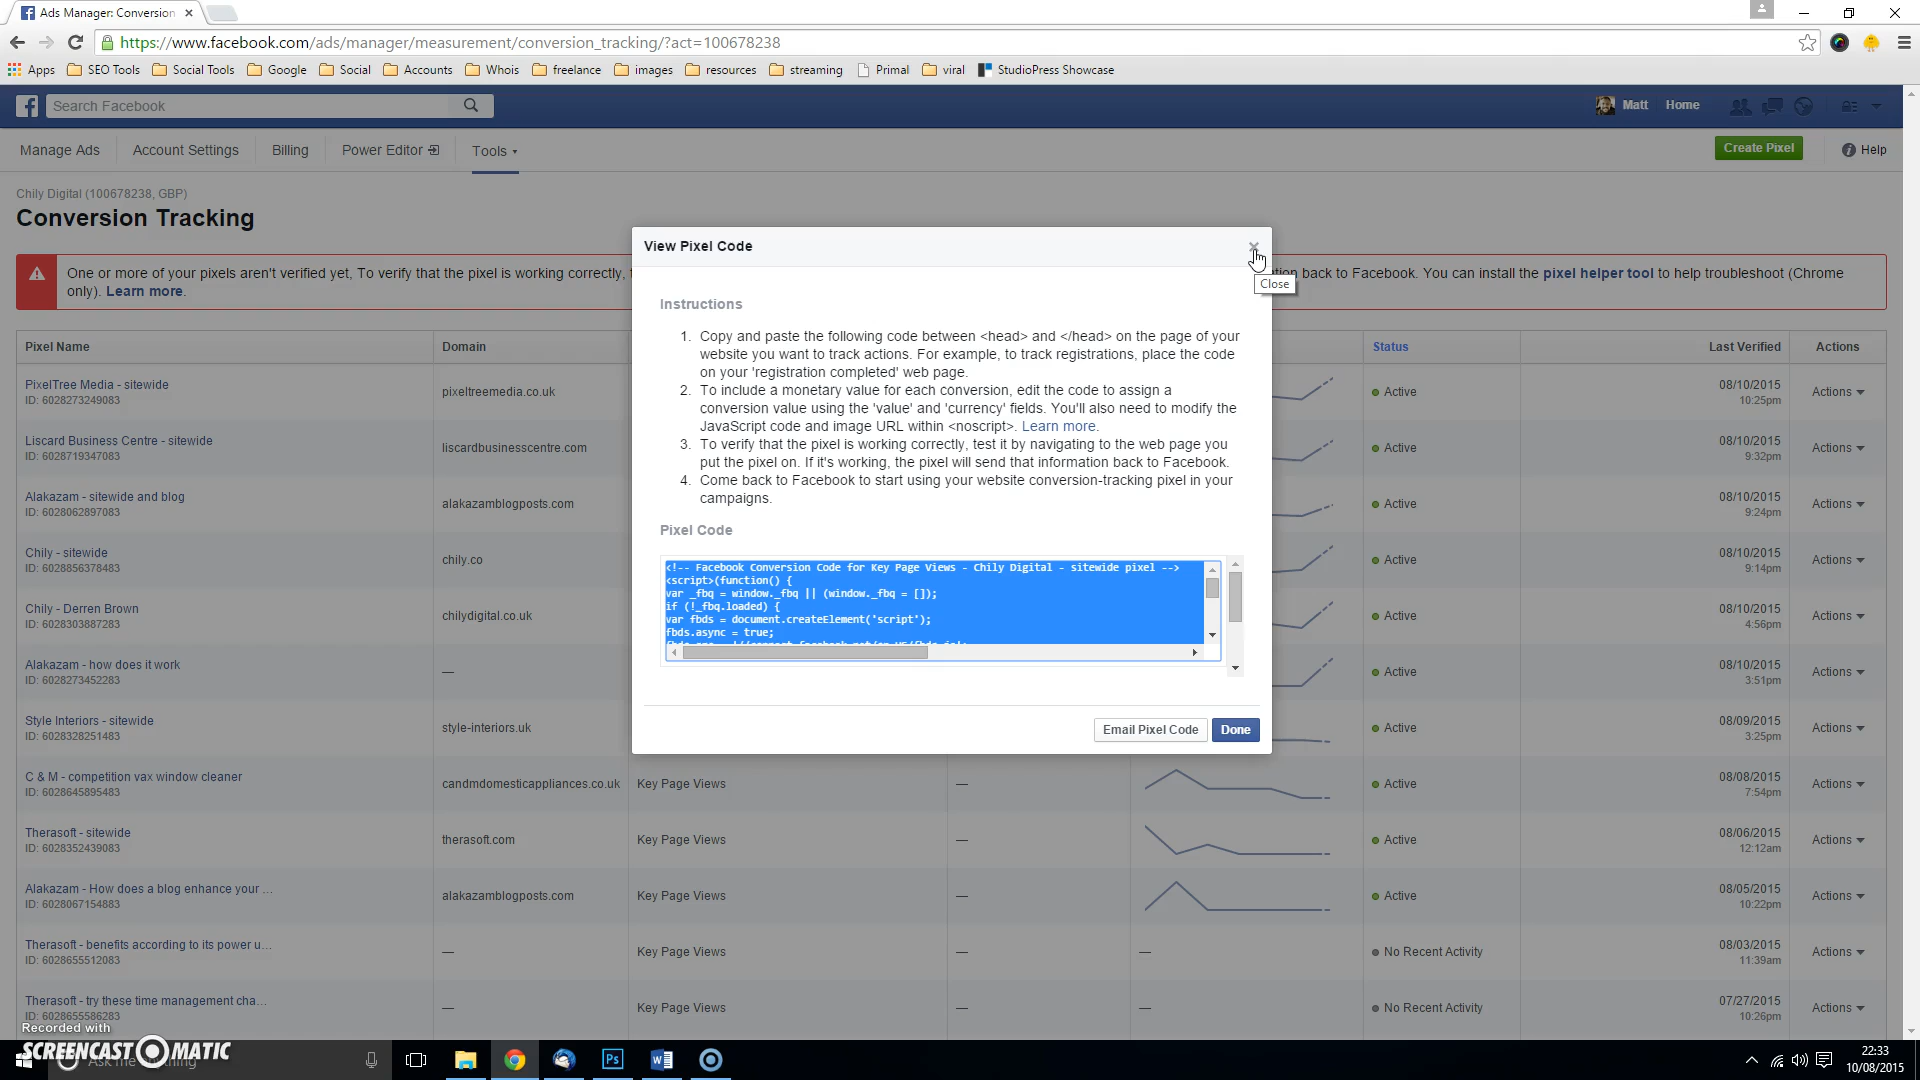 Ads Manager: Conversion
https://www.facebook.com/ads/manager/measurement/conversion_tracking/?act=100678238
Apps SEO Tools Social Tools Google Social Accounts Whois freelance images resources streaming Primal viral StudioPress Showcase
Search Facebook
Matt Home
Manage Ads Account Settings Billing Power Editor Tools
Create Pixel
Help
Chily Digital (100678238, GBP)
Conversion Tracking
One or more of your pixels aren't verified yet, To verify that the pixel is working correctly,
back to Facebook. You can install the pixel helper tool to help troubleshoot (Chrome
only). Learn more.
View Pixel Code
Close
Instructions
1. Copy and paste the following code between <head> and </head> on the page of your
website you want to track actions. For example, to track registrations, place the code
on your 'registration completed' web page.
2. To include a monetary value for each conversion, edit the code to assign a
conversion value using the 'value' and 'currency' fields. You'll also need to modify the
JavaScript code and image URL within <noscript>. Learn more.
3. To verify that the pixel is working correctly, test it by navigating to the web page you
put the pixel on. If it's working, the pixel will send that information back to Facebook.
4. Come back to Facebook to start using your website conversion-tracking pixel in your
campaigns.
Pixel Code
<!-- Facebook Conversion Code for Key Page Views - Chily Digital - sitewide pixel -->
<script>(function() {
var _fbq = window._fbq || (window._fbq = []);
if (!_fbq.loaded) {
var fbds = document.createElement('script');
fbds.async = true;
Email Pixel Code Done
Pixel Name Domain Status Last Verified Actions
PixelTree Media - sitewide
ID: 6028273249083
pixeltreemedia.co.uk
Active
08/10/2015
10:25pm
Actions
Liscard Business Centre - sitewide
ID: 6028719347083
liscardbusinesscentre.com
Active
08/10/2015
9:32pm
Actions
Alakazam - sitewide and blog
ID: 6028062897083
alakazamblogposts.com
Active
08/10/2015
9:24pm
Actions
Chily - sitewide
ID: 6028856378483
chily.co
Active
08/10/2015
9:14pm
Actions
Chily - Derren Brown
ID: 6028303887283
chilydigital.co.uk
Active
08/10/2015
4:56pm
Actions
Alakazam - how does it work
ID: 6028273452283
—
Active
08/10/2015
3:51pm
Actions
Style Interiors - sitewide
ID: 6028328251483
style-interiors.uk
Active
08/09/2015
3:25pm
Actions
C & M - competition vax window cleaner
ID: 6028645895483
candmdomesticappliances.co.uk
Key Page Views
—
Active
08/08/2015
7:54pm
Actions
Therasoft - sitewide
ID: 6028352439083
therasoft.com
Key Page Views
—
Active
08/06/2015
12:12am
Actions
Alakazam - How does a blog enhance your ...
ID: 6028067154883
alakazamblogposts.com
Key Page Views
—
Active
08/05/2015
10:22pm
Actions
Therasoft - benefits according to its power u...
ID: 6028655512083
—
Key Page Views
—
—
No Recent Activity
08/03/2015
11:39am
Actions
Therasoft - try these time management cha...
ID: 6028655586283
—
Key Page Views
—
—
No Recent Activity
07/27/2015
10:26pm
Actions
Recorded with
SCREENCAST MATIC
22:33
10/08/2015